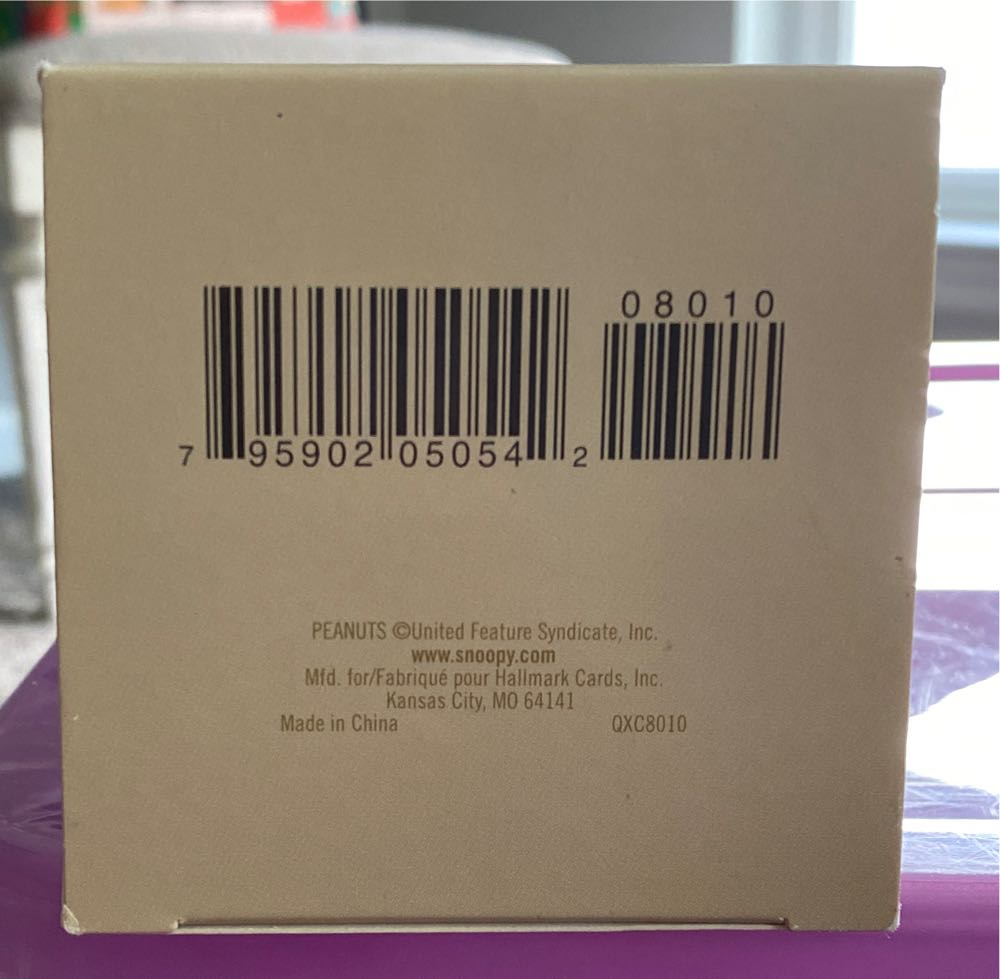 08010
7 95902 05054 2
PEANUTS ©United Feature Syndicate, Inc.
www.snoopy.com
Mfd. for/Fabriqué pour Hallmark Cards, Inc.
Kansas City, MO 64141
Made in China QXC8010